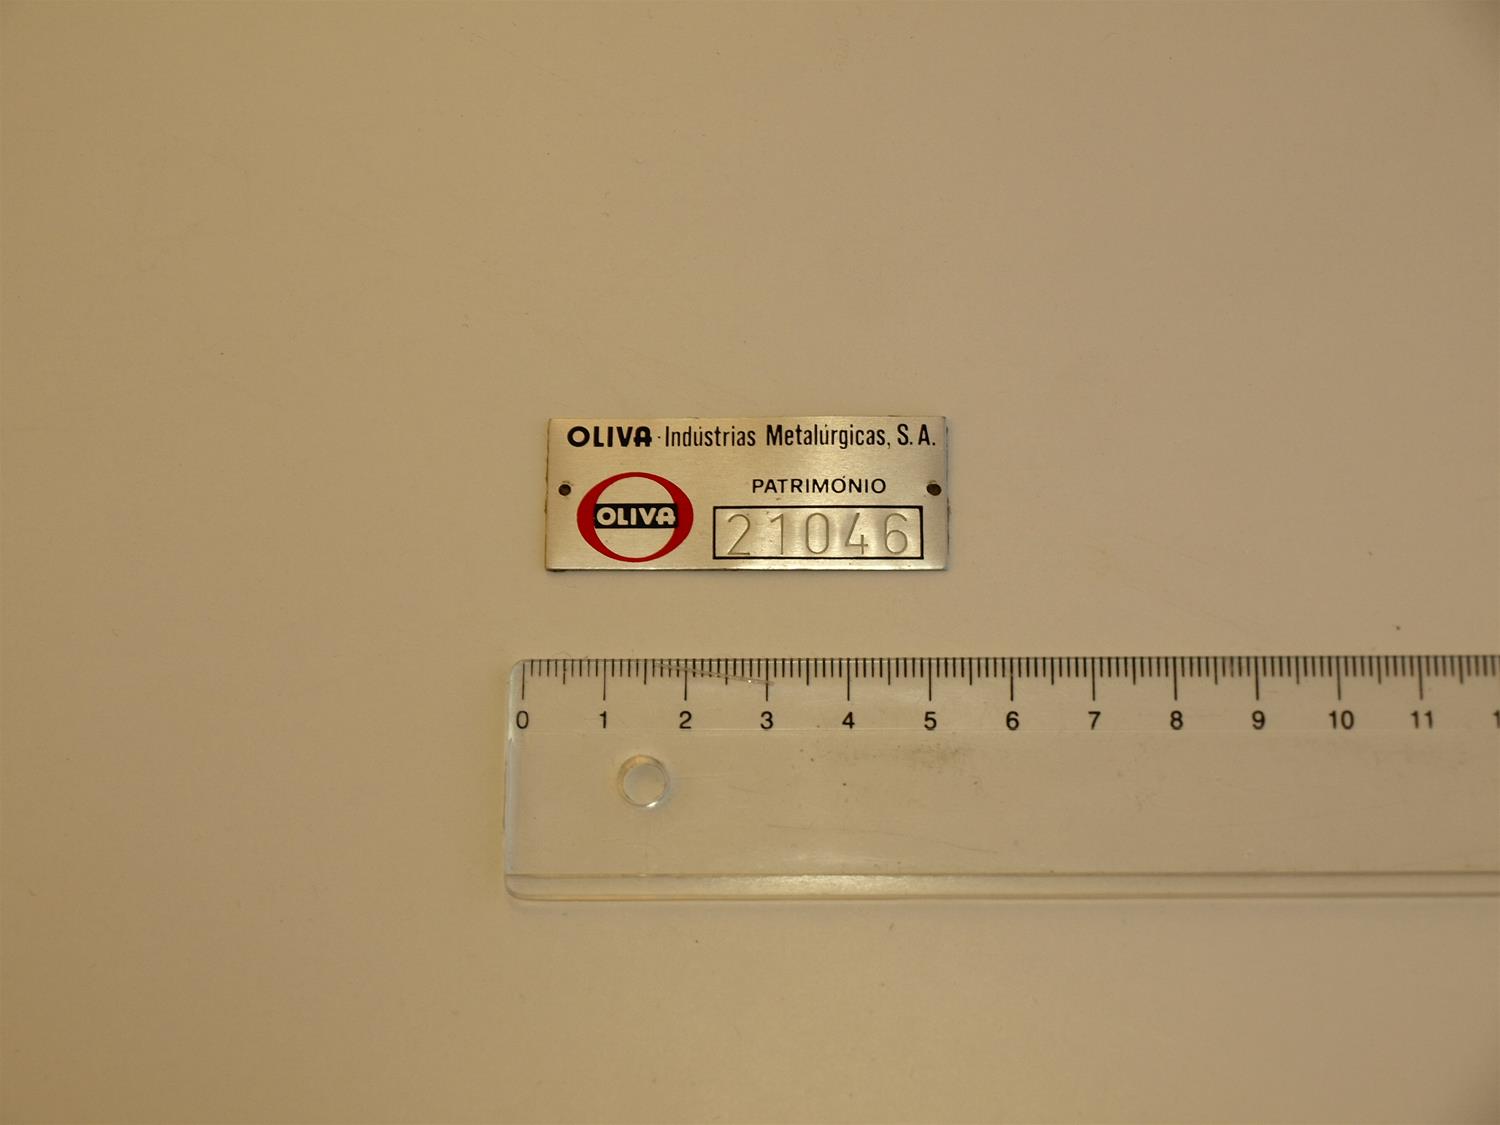 OLIVA · Indústrias Metalúrgicas, S. A.
PATRIMÓNIO
OLIVA
21046
0 1 2 3 4 5 6 7 8 9 10 11